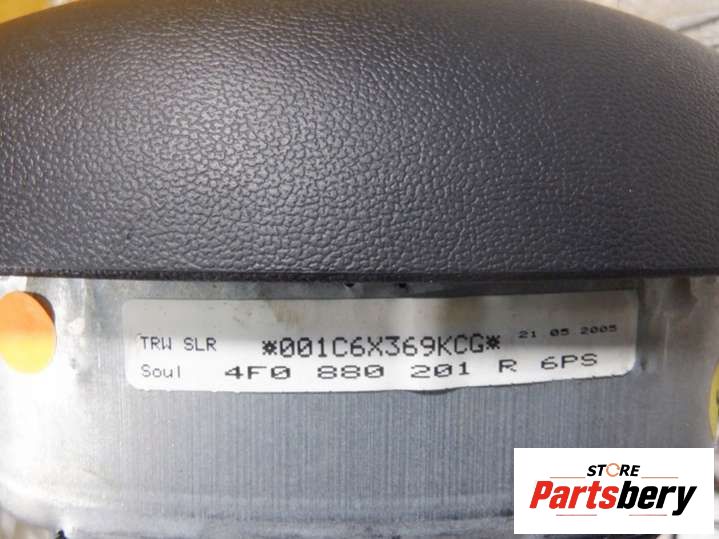 TRW SLR *001C6X369KCG* 21.05.2005
Soul 4F0 880 201 R 6PS
STORE
Partsbery